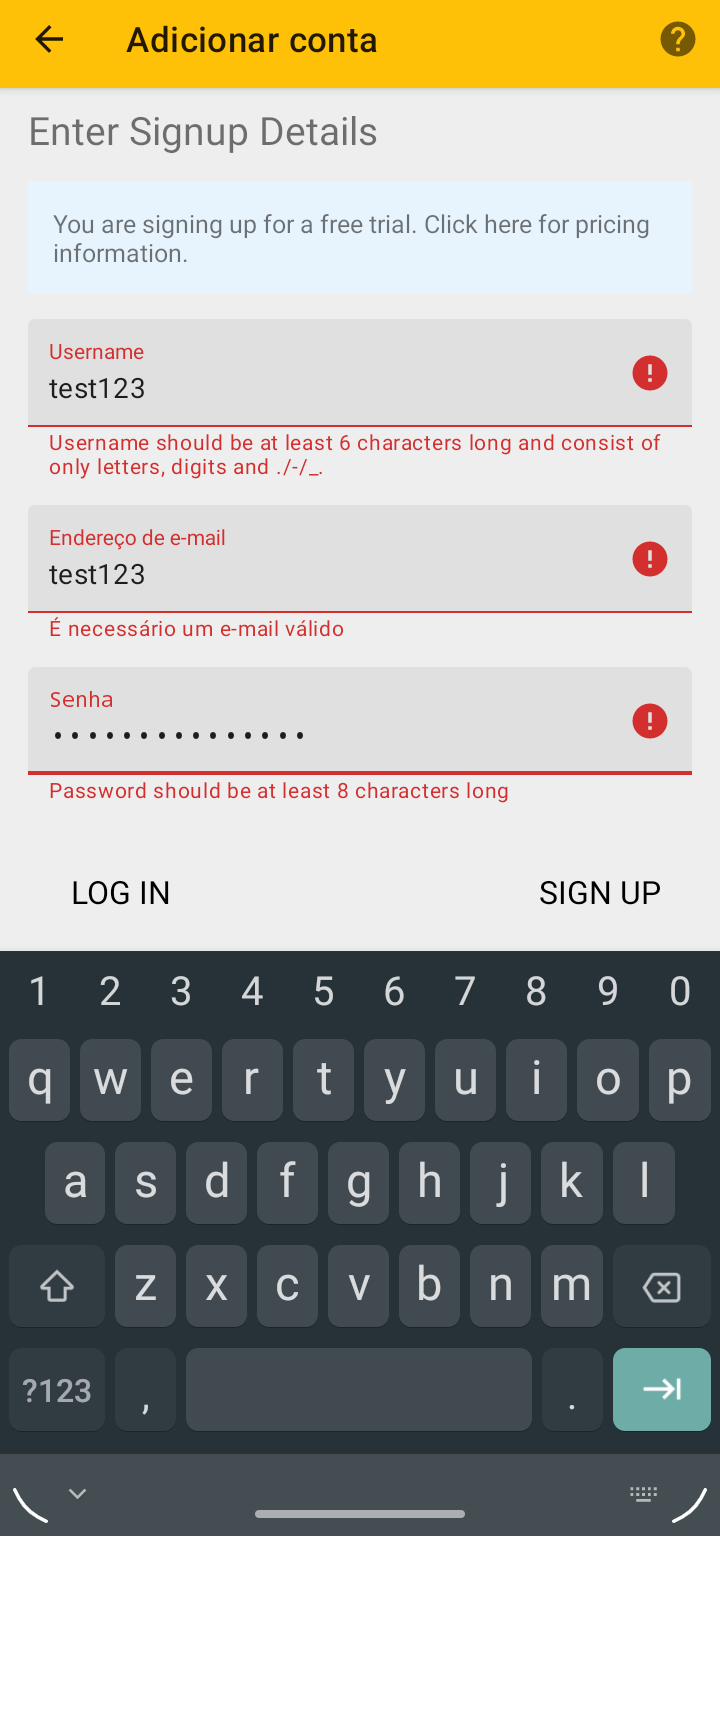 Adicionar conta
Enter Signup Details
You are signing up for a free trial. Click here for pricing
information.
Username
test123
Username should be at least 6 characters long and consist of
only letters, digits and ./-/_.
Endereço de e-mail
test123
É necessário um e-mail válido
Senha
•••••••••••••••
Password should be at least 8 characters long
LOG IN SIGN UP
1 2 3 4 5 6 7 8 9 0
q w e r t y u i o p
a s d f g h j k l
z x c v b n m
?123 , .